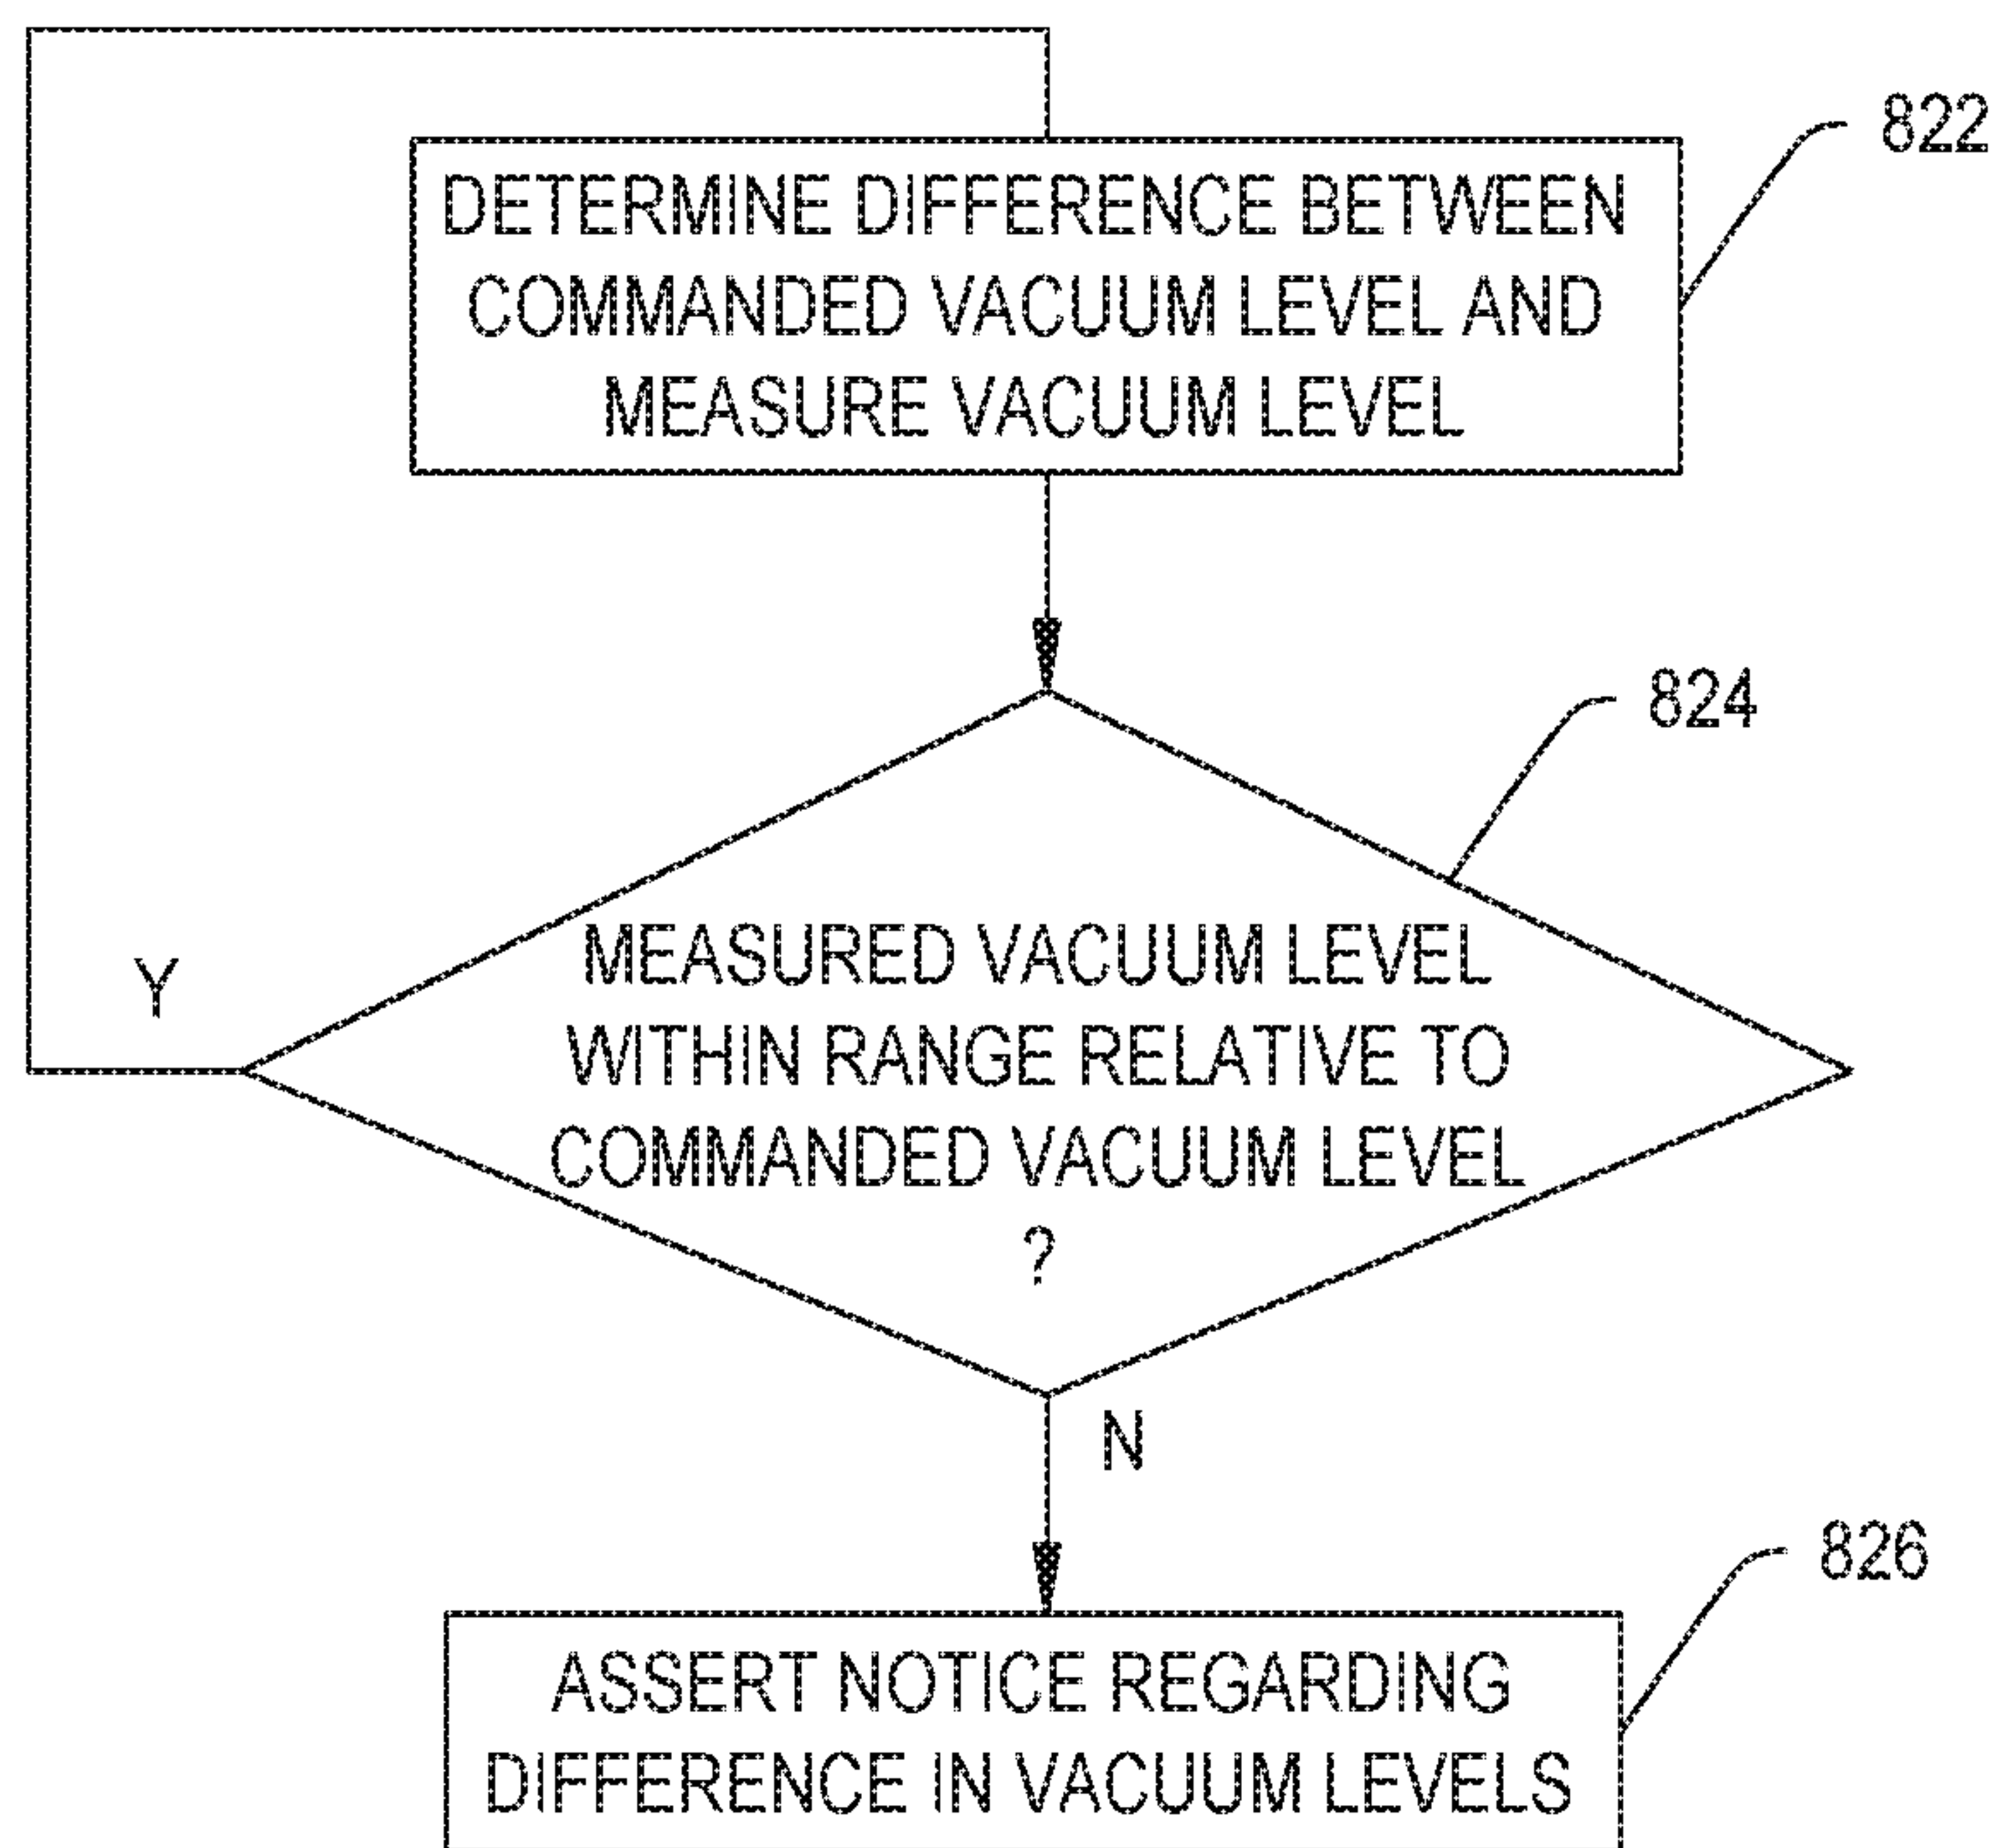 822
DETERMINE DIFFERENCE BETWEEN
COMMANDED VACUUM LEVEL AND
MEASURE VACUUM LEVEL
824
MEASURED VACUUM LEVEL
WITHIN RANGE RELATIVE TO
COMMANDED VACUUM LEVEL
?
Y
N
826
ASSERT NOTICE REGARDING
DIFFERENCE IN VACUUM LEVELS